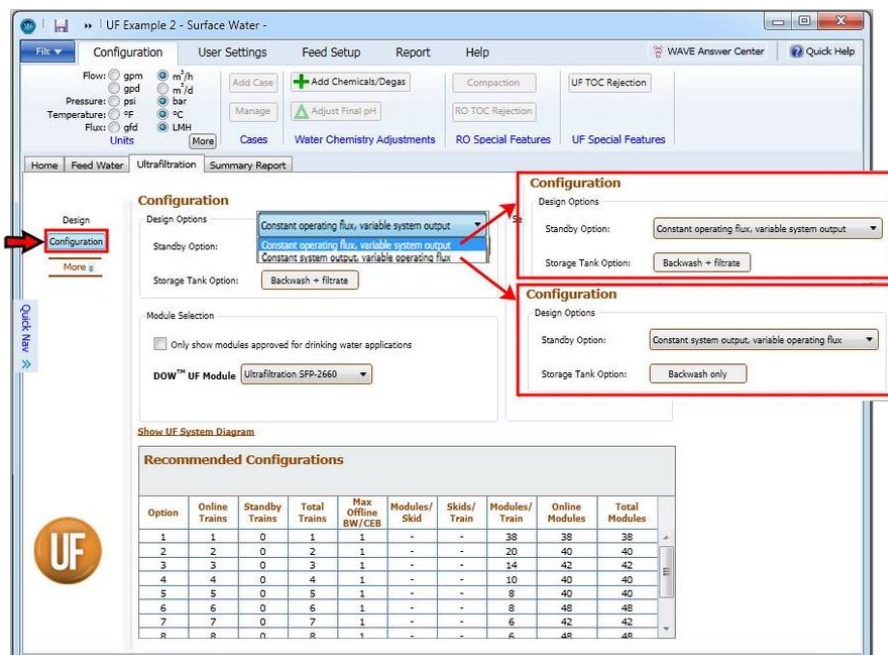 UF Example 2 - Surface Water -
File
Configuration
User Settings
Feed Setup
Report
Help
WAVE Answer Center
Quick Help
Flow: gpm m³/h
gpd m³/d
Pressure: psi bar
Temperature: °F °C
Flux: gfd LMH
Units
More
Add Case
Manage
Cases
Add Chemicals/Degas
Adjust Final pH
Water Chemistry Adjustments
Compaction
RO TOC Rejection
RO Special Features
UF TOC Rejection
UF Special Features
Home Feed Water Ultrafiltration Summary Report
Design
Configuration
More
Quick Nav
Configuration
Design Options
Constant operating flux, variable system output
Standby Option:
Constant operating flux, variable system output
Constant system output, variable operating flux
Storage Tank Option: Backwash + filtrate
Se
Configuration
Design Options
Standby Option: Constant operating flux, variable system output
Storage Tank Option: Backwash + filtrate
Configuration
Design Options
Standby Option: Constant system output, variable operating flux
Storage Tank Option: Backwash only
Module Selection
Only show modules approved for drinking water applications
DOW™ UF Module Ultrafiltration SFP-2660
Show UF System Diagram
Recommended Configurations
Option Online Trains Standby Trains Total Trains Max Offline BW/CEB Modules/ Skid Skids/ Train Modules/ Train Online Modules Total Modules
1 1 0 1 1 - - 38 38 38
2 2 0 2 1 - - 20 40 40
3 3 0 3 1 - - 14 42 42
4 4 0 4 1 - - 10 40 40
5 5 0 5 1 - - 8 40 40
6 6 0 6 1 - - 8 48 48
7 7 0 7 1 - - 6 42 42
8 8 0 8 1 - - 6 48 48
UF